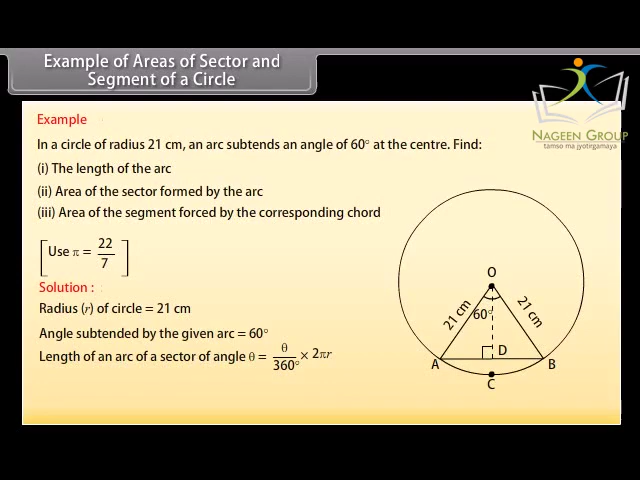 Example of Areas of Sector and
Segment of a Circle
NAGEEN GROUP
tamso ma jyotirgamaya
Example
In a circle of radius 21 cm, an arc subtends an angle of 60° at the centre. Find:
(i) The length of the arc
(ii) Area of the sector formed by the arc
(iii) Area of the segment forced by the corresponding chord
[Use π = 22/7]
Solution :
Radius (r) of circle = 21 cm
Angle subtended by the given arc = 60°
Length of an arc of a sector of angle θ = θ/360° × 2πr
O
21 cm
60°
21 cm
A
D
B
C